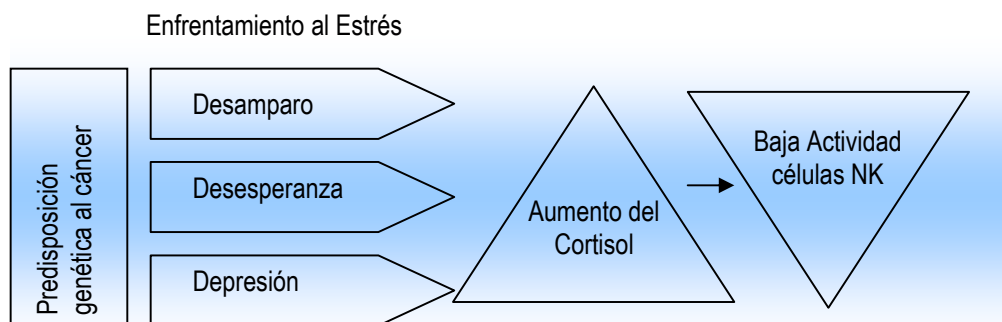 Enfrentamiento al Estrés
Predisposición
genética al cáncer
Desamparo
Desesperanza
Depresión
Aumento del
Cortisol
Baja Actividad
células NK